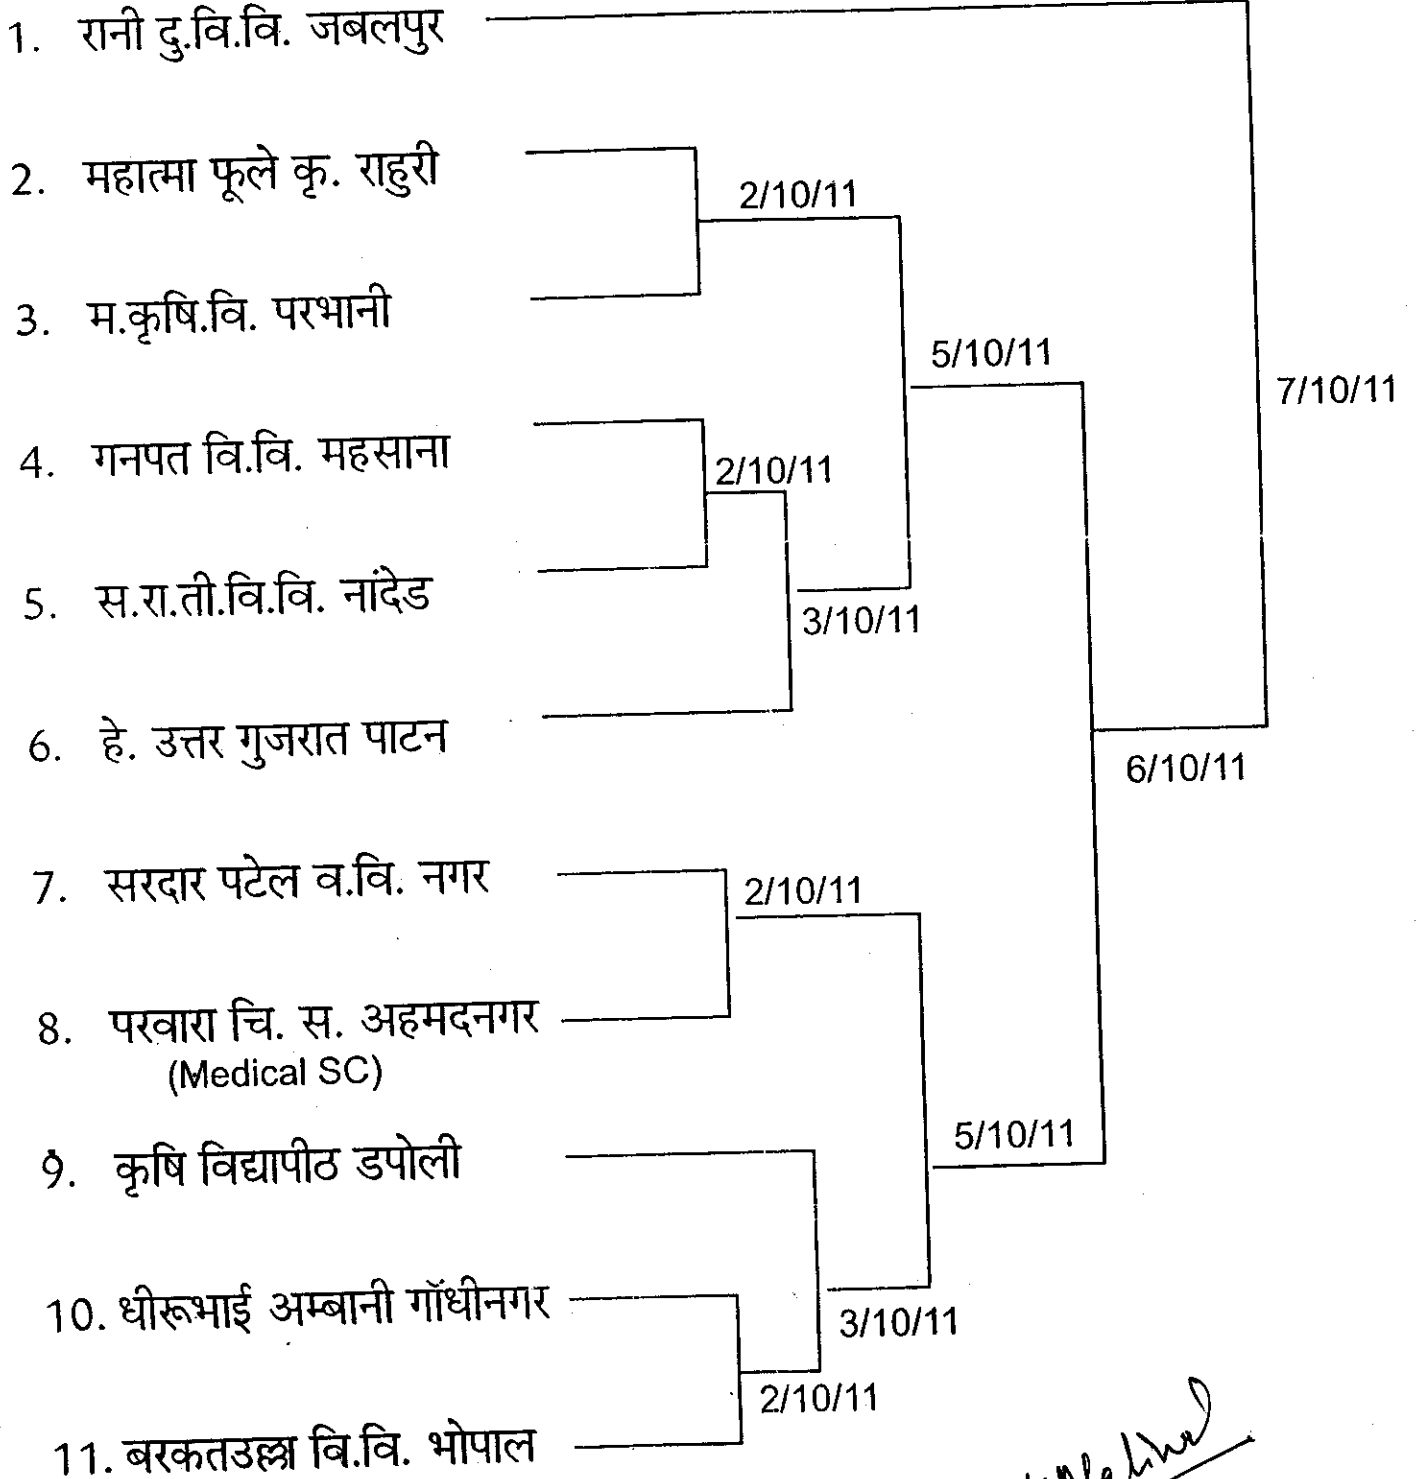 1. रानी दु.वि.वि. जबलपुर
2. महात्मा फूले कृ. राहुरी
2/10/11
3. म.कृषि.वि. परभानी
5/10/11
7/10/11
4. गनपत वि.वि. महसाना
2/10/11
5. स.रा.ती.वि.वि. नांदेड
3/10/11
6. हे. उत्तर गुजरात पाटन
6/10/11
7. सरदार पटेल व.वि. नगर
2/10/11
8. परवारा चि. स. अहमदनगर
(Medical SC)
9. कृषि विद्यापीठ डपोली
5/10/11
10. धीरूभाई अम्बानी गॉधीनगर
3/10/11
2/10/11
11. बरकतउल्ला वि.वि. भोपाल